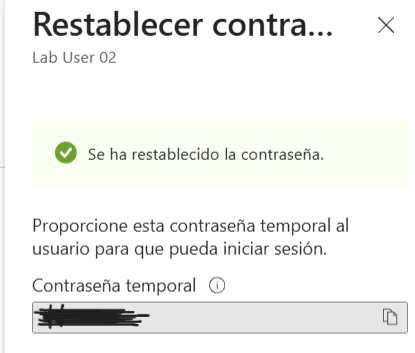 Restablecer contra...
Lab User 02
Se ha restablecido la contraseña.
Proporcione esta contraseña temporal al
usuario para que pueda iniciar sesión.
Contraseña temporal